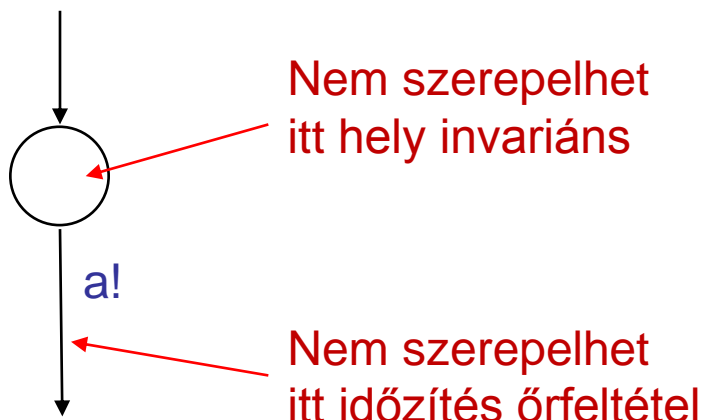 Nem szerepelhet
itt hely invariáns
a!
Nem szerepelhet
itt időzítés őrfeltétel